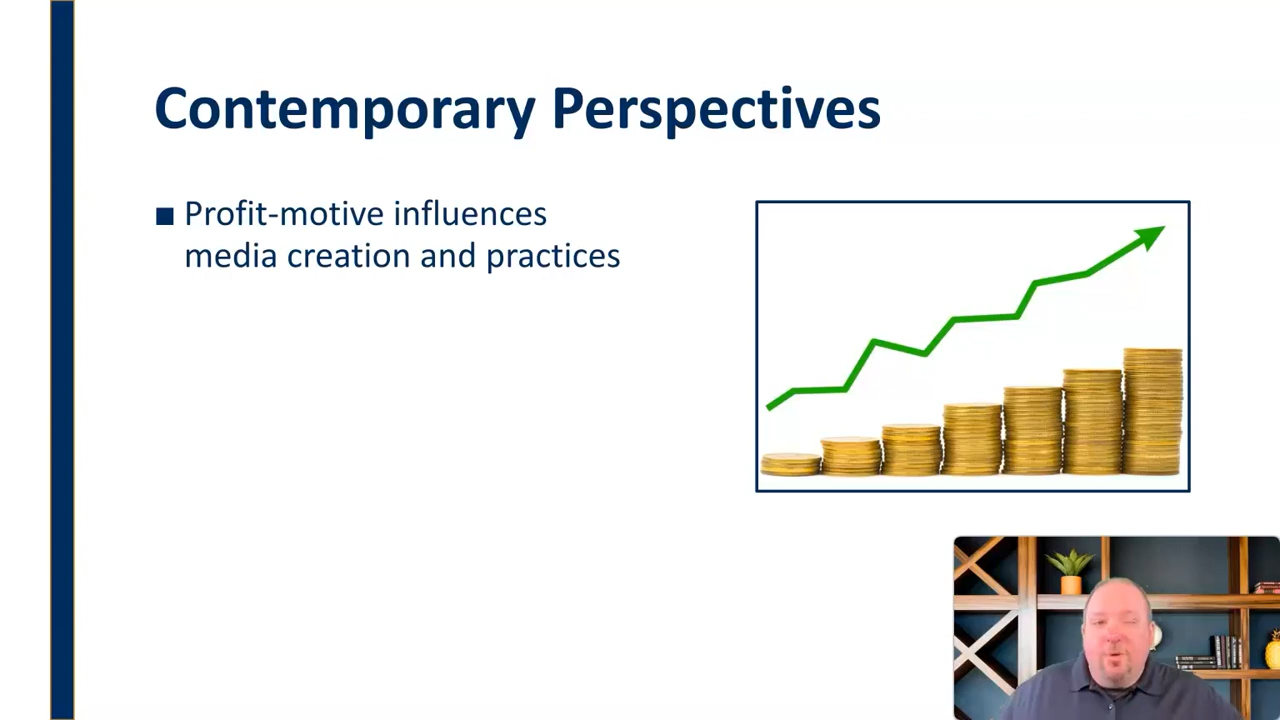 Contemporary Perspectives
■ Profit-motive influences
media creation and practices